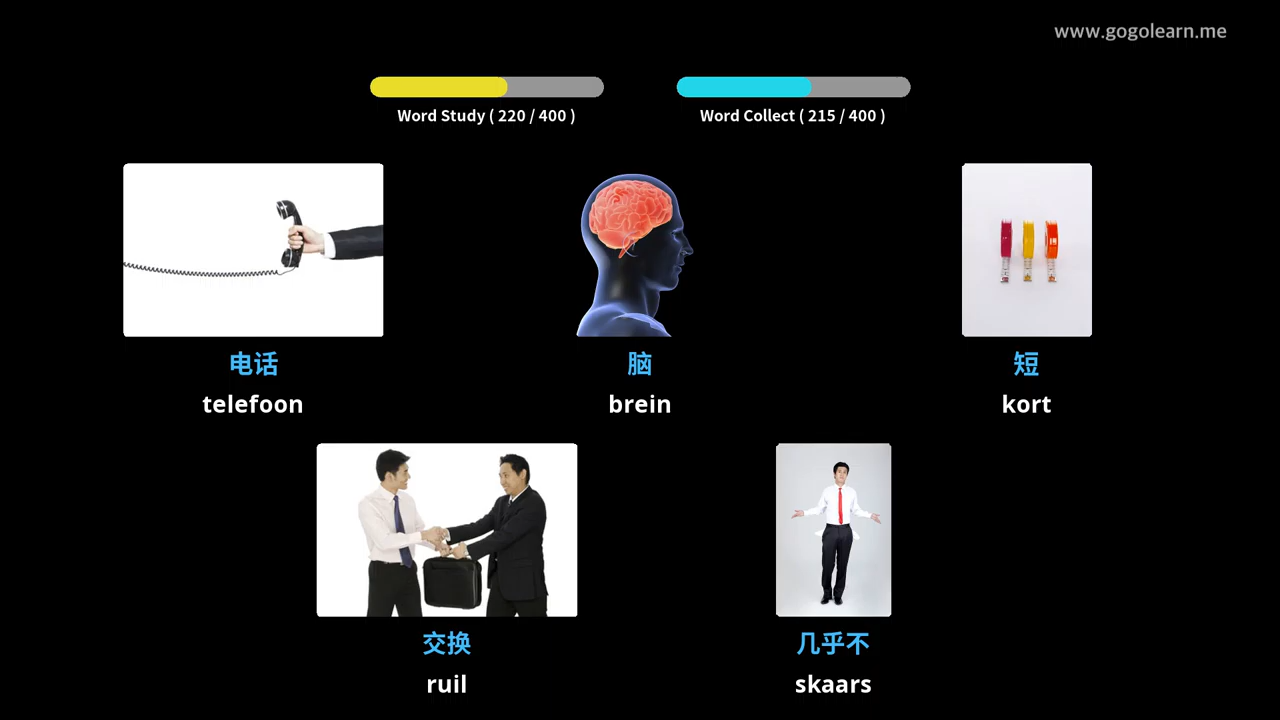 www.gogolearn.me
Word Study ( 220 / 400 )
Word Collect ( 215 / 400 )
电话
telefoon
脑
brein
短
kort
交换
ruil
几乎不
skaars